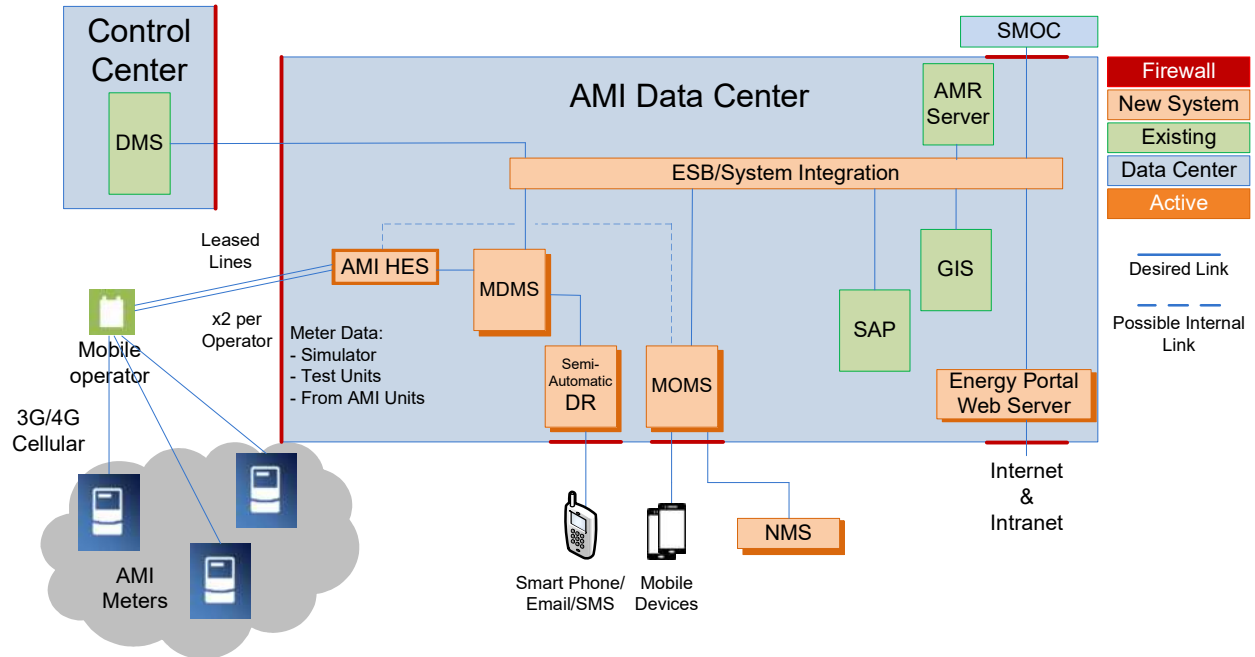 Control
Center
DMS
SMOC
AMI Data Center
AMR
Server
ESB/System Integration
Firewall
New System
Existing
Data Center
Active
Desired Link
Possible Internal
Link
Leased
Lines
x2 per
Operator
AMI HES
MDMS
GIS
SAP
Meter Data:
- Simulator
- Test Units
- From AMI Units
Semi-
Automatic
DR
MOMS
Energy Portal
Web Server
Mobile
operator
3G/4G
Cellular
AMI
Meters
Internet
&
Intranet
NMS
Smart Phone/
Email/SMS
Mobile
Devices